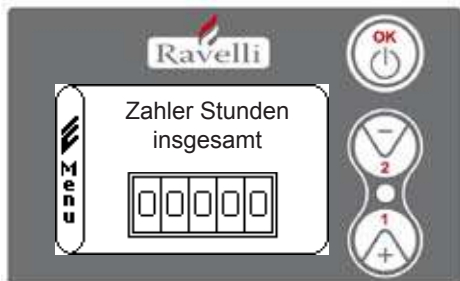 Ravelli
OK
Zahler Stunden
insgesamt
Menu
00000
−
2
1
+